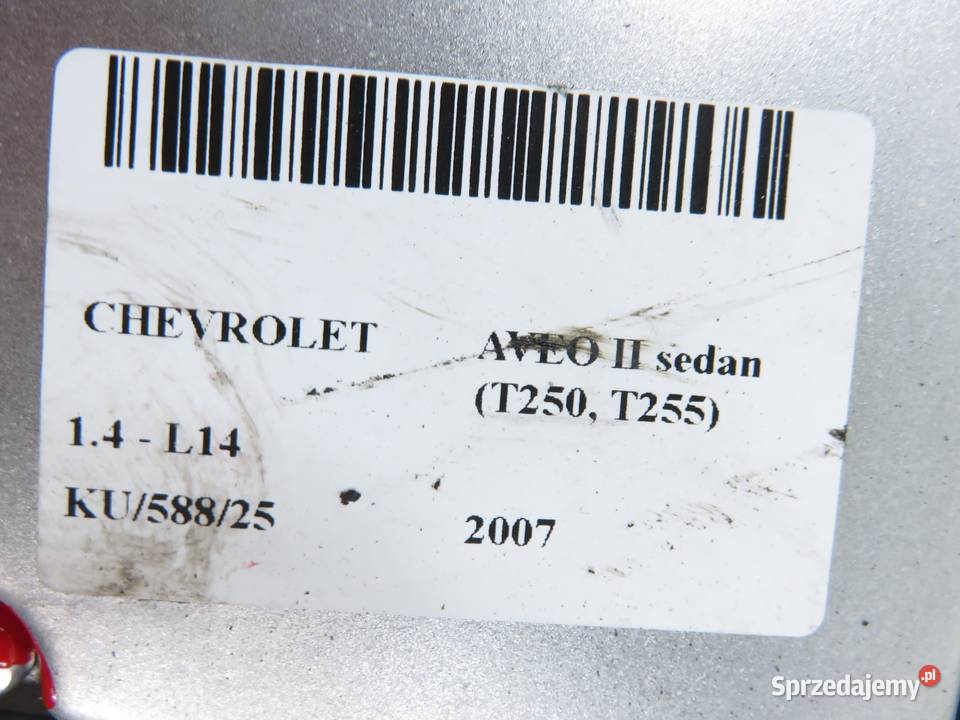 CHEVROLET
AVEO II sedan
(T250, T255)
1.4 - L14
KU/588/25
2007
Sprzedajemy.pl